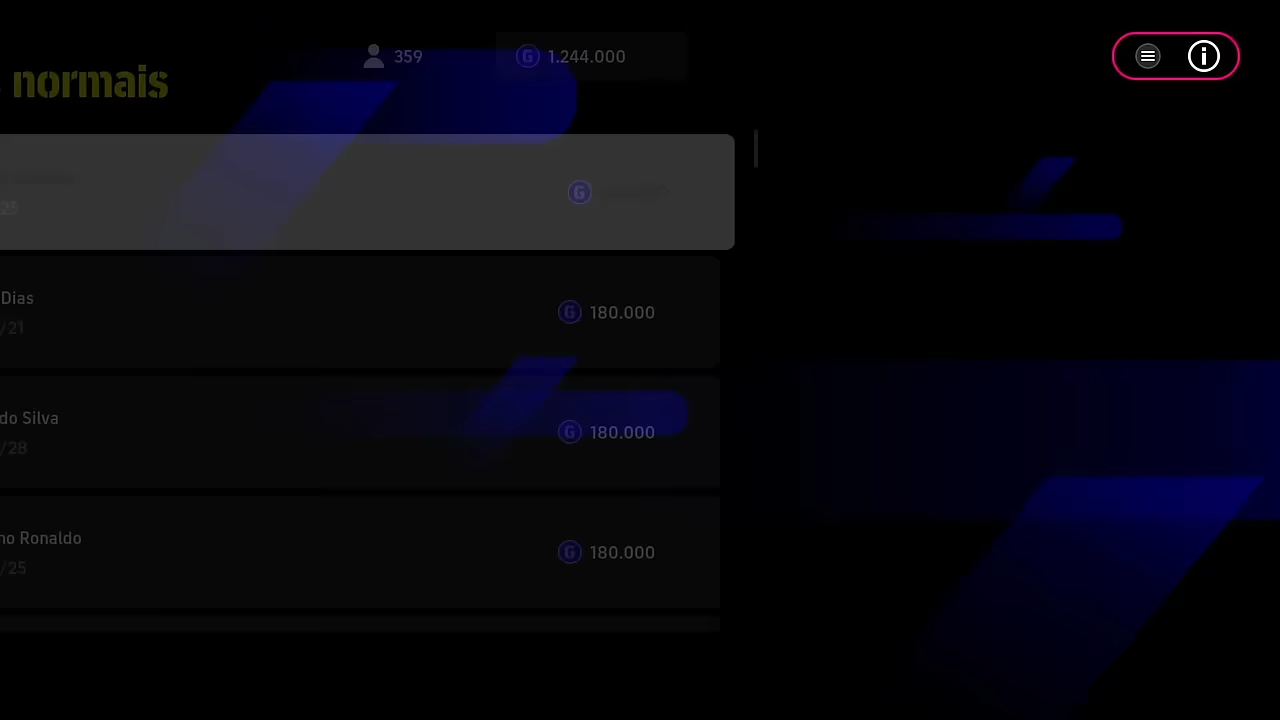 normais
359
G 1.244.000
G
Dias
/21
G 180.000
do Silva
/28
G 180.000
no Ronaldo
/25
G 180.000